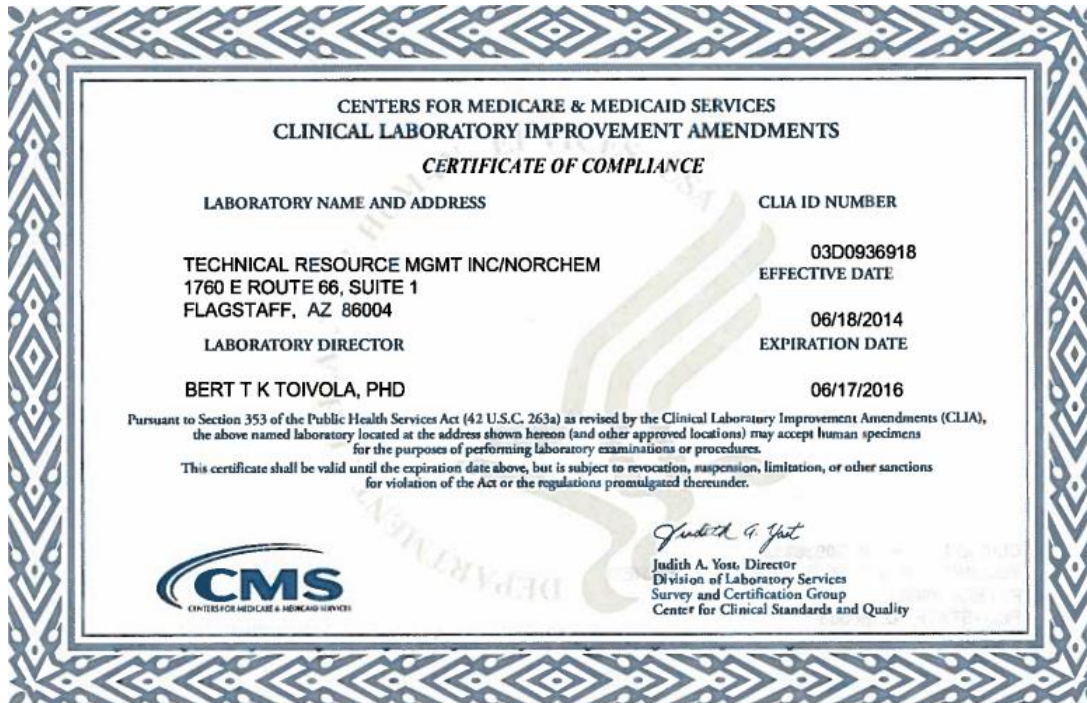 CENTERS FOR MEDICARE & MEDICAID SERVICES
CLINICAL LABORATORY IMPROVEMENT AMENDMENTS
CERTIFICATE OF COMPLIANCE
LABORATORY NAME AND ADDRESS
CLIA ID NUMBER
TECHNICAL RESOURCE MGMT INC/NORCHEM
1760 E ROUTE 66, SUITE 1
FLAGSTAFF, AZ 86004
03D0936918
EFFECTIVE DATE
06/18/2014
LABORATORY DIRECTOR
EXPIRATION DATE
BERT T K TOIVOLA, PHD
06/17/2016
Pursuant to Section 353 of the Public Health Services Act (42 U.S.C. 263a) as revised by the Clinical Laboratory Improvement Amendments (CLIA),
the above named laboratory located at the address shown hereon (and other approved locations) may accept human specimens
for the purposes of performing laboratory examinations or procedures.
This certificate shall be valid until the expiration date above, but is subject to revocation, suspension, limitation, or other sanctions
for violation of the Act or the regulations promulgated thereunder.
Judith A. Yost
Judith A. Yost, Director
Division of Laboratory Services
Survey and Certification Group
Center for Clinical Standards and Quality
CMS
CENTERS FOR MEDICARE & MEDICAID SERVICES